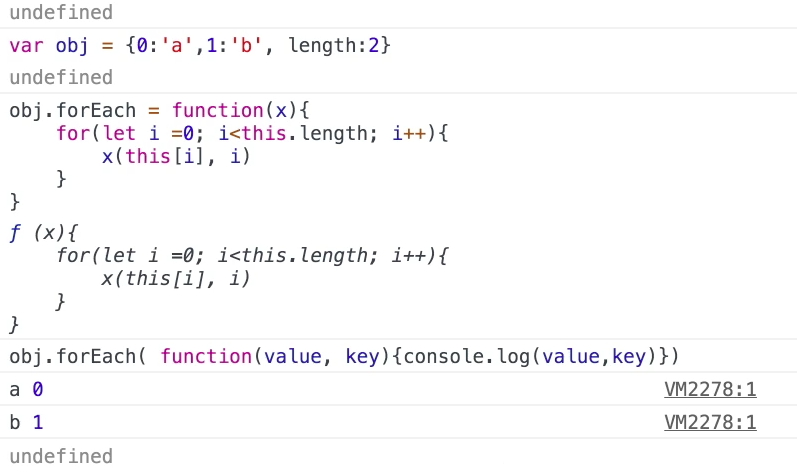 undefined
var obj = {0:'a',1:'b', length:2}
undefined
obj.forEach = function(x){
    for(let i =0; i<this.length; i++){
        x(this[i], i)
    }
}
ƒ (x){
    for(let i =0; i<this.length; i++){
        x(this[i], i)
    }
}
obj.forEach( function(value, key){console.log(value,key)})
a 0 VM2278:1
b 1 VM2278:1
undefined